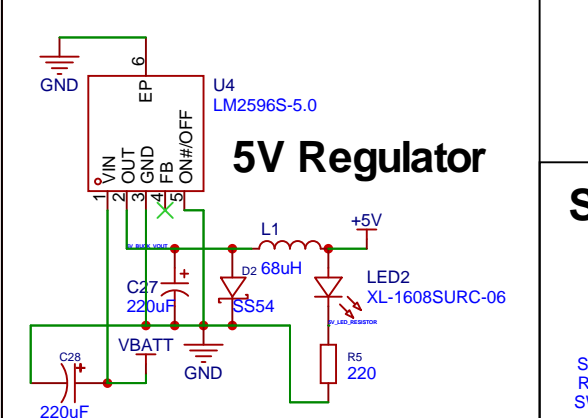 GND
6
EP
U4
LM2596S-5.0
VIN
OUT
GND
FB
ON#/OFF
1
2
3
4
5
5V Regulator
S
5V_BUCK_VOUT
L1
68uH
+5V
C27
220uF
D2
SS54
LED2
XL-1608SURC-06
5V_LED_RESISTOR
VBATT
GND
R5
220
C28
220uF
S
R
SV